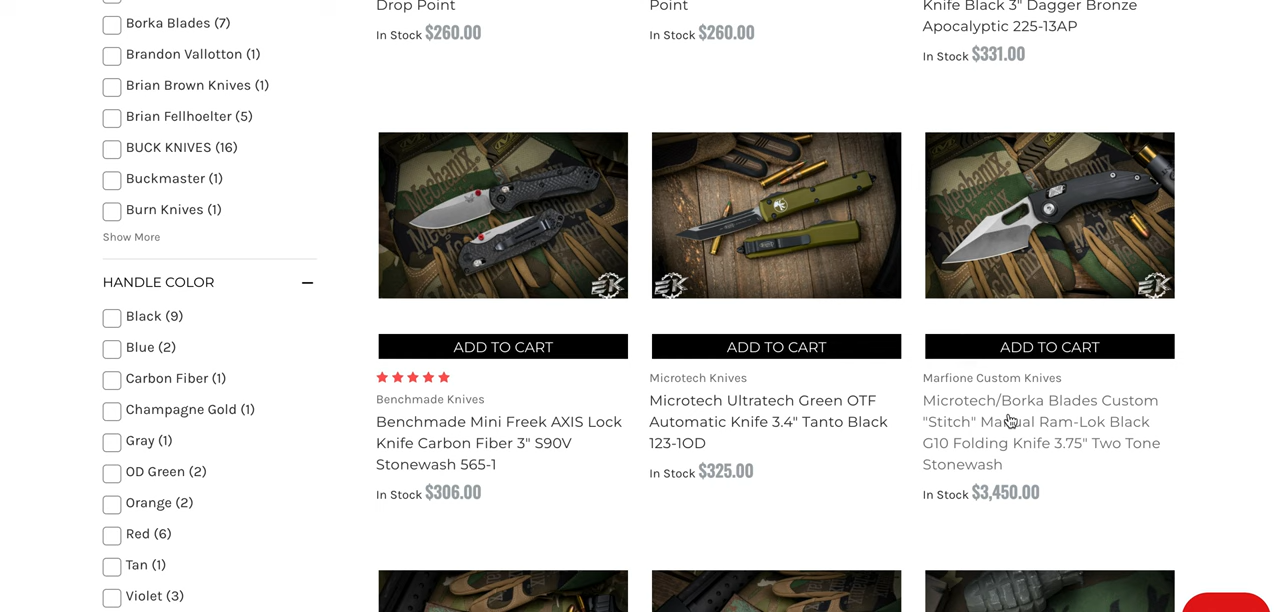 Borka Blades (7)
Brandon Vallotton (1)
Brian Brown Knives (1)
Brian Fellhoelter (5)
BUCK KNIVES (16)
Buckmaster (1)
Burn Knives (1)
Show More
HANDLE COLOR
Black (9)
Blue (2)
Carbon Fiber (1)
Champagne Gold (1)
Gray (1)
OD Green (2)
Orange (2)
Red (6)
Tan (1)
Violet (3)
Drop Point
In Stock $260.00
Point
In Stock $260.00
Knife Black 3" Dagger Bronze
Apocalyptic 225-13AP
In Stock $331.00
Mechanix
EK
ADD TO CART
Benchmade Knives
Benchmade Mini Freek AXIS Lock
Knife Carbon Fiber 3" S90V
Stonewash 565-1
In Stock $306.00
EK
ADD TO CART
Microtech Knives
Microtech Ultratech Green OTF
Automatic Knife 3.4" Tanto Black
123-1OD
In Stock $325.00
Mechanix
EK
ADD TO CART
Marfione Custom Knives
Microtech/Borka Blades Custom
"Stitch" Manual Ram-Lok Black
G10 Folding Knife 3.75" Two Tone
Stonewash
In Stock $3,450.00